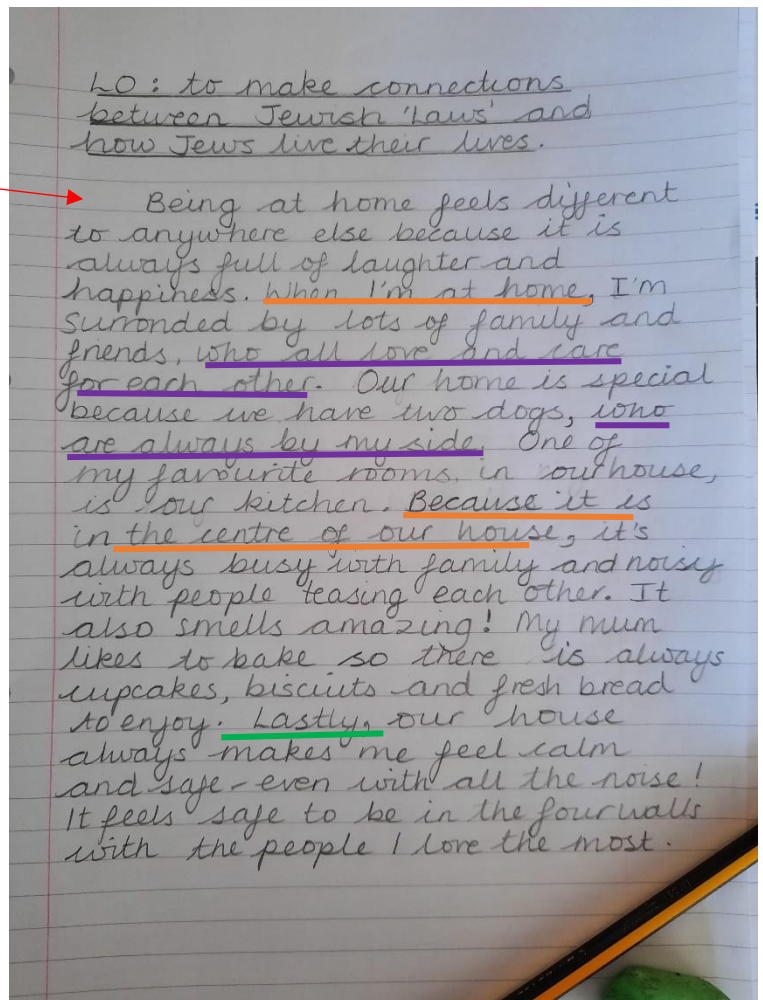 LO: to make connections
between Jewish 'Laws' and
how Jews live their lives.
Being at home feels different
to anywhere else because it is
always full of laughter and
happiness. When I'm at home, I'm
surronded by lots of family and
friends, who all love and care
for each other. Our home is special
because we have two dogs, who
are always by my side. One of
my favourite rooms, in our house,
is our kitchen. Because it is
in the centre of our house, it's
always busy with family and noisy
with people teasing each other. It
also smells amazing! My mum
likes to bake so there is always
cupcakes, biscuits and fresh bread
to enjoy. Lastly, our house
always makes me feel calm
and safe - even with all the noise!
It feels safe to be in the four walls
with the people I love the most.